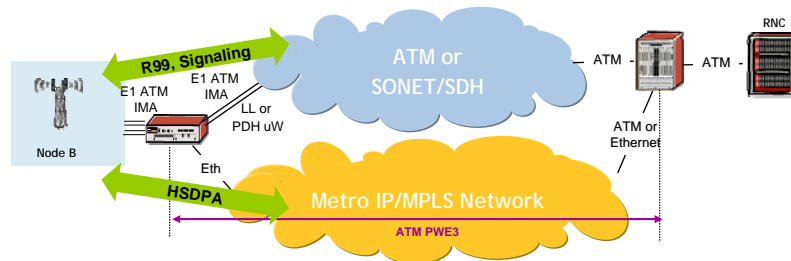 RNC
R99, Signaling
ATM or
SONET/SDH
ATM
ATM
E1 ATM
IMA
E1 ATM
IMA
LL or
PDH uW
Node B
ATM or
Ethernet
Eth
HSDPA
Metro IP/MPLS Network
ATM PWE3